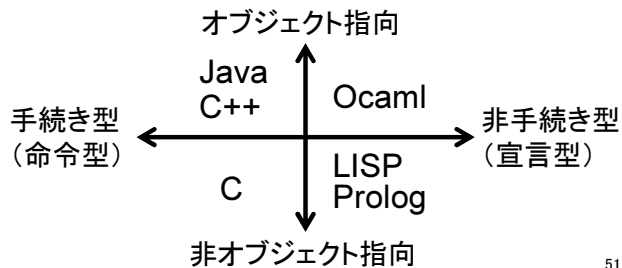 オブジェクト指向
Java
C++
Ocaml
手続き型
（命令型）
非手続き型
（宣言型）
C
LISP
Prolog
非オブジェクト指向
51